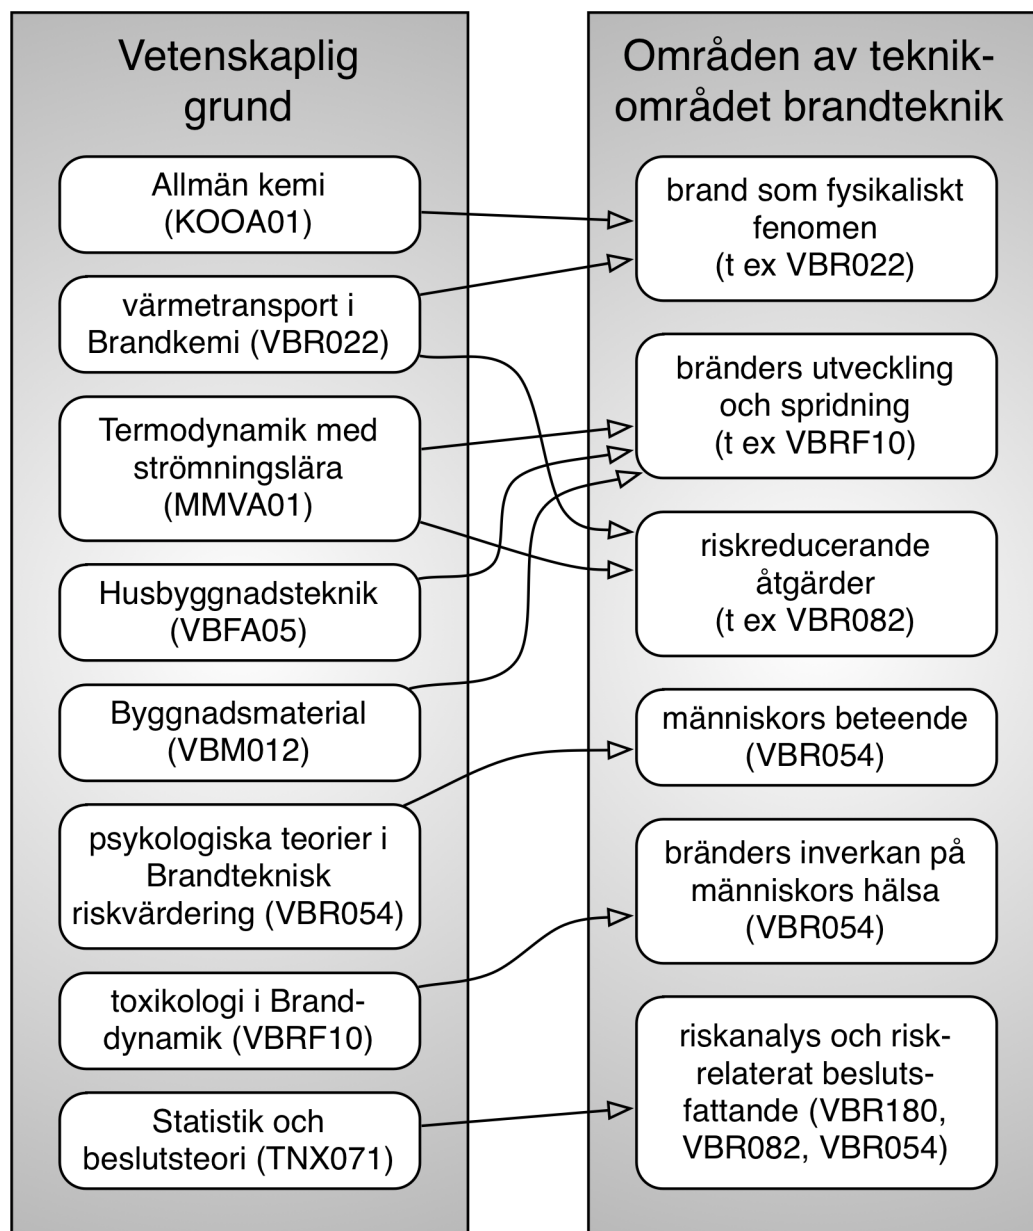 Vetenskaplig
grund
Allmän kemi
(KOOA01)
värmetransport i
Brandkemi (VBR022)
Termodynamik med
strömningslära
(MMVA01)
Husbyggnadsteknik
(VBFA05)
Byggnadsmaterial
(VBM012)
psykologiska teorier i
Brandteknisk
riskvärdering (VBR054)
toxikologi i Brand-
dynamik (VBRF10)
Statistik och
beslutsteori (TNX071)
Områden av teknik-
området brandteknik
brand som fysikaliskt
fenomen
(t ex VBR022)
bränders utveckling
och spridning
(t ex VBRF10)
riskreducerande
åtgärder
(t ex VBR082)
människors beteende
(VBR054)
bränders inverkan på
människors hälsa
(VBR054)
riskanalys och risk-
relaterat besluts-
fattande (VBR180,
VBR082, VBR054)